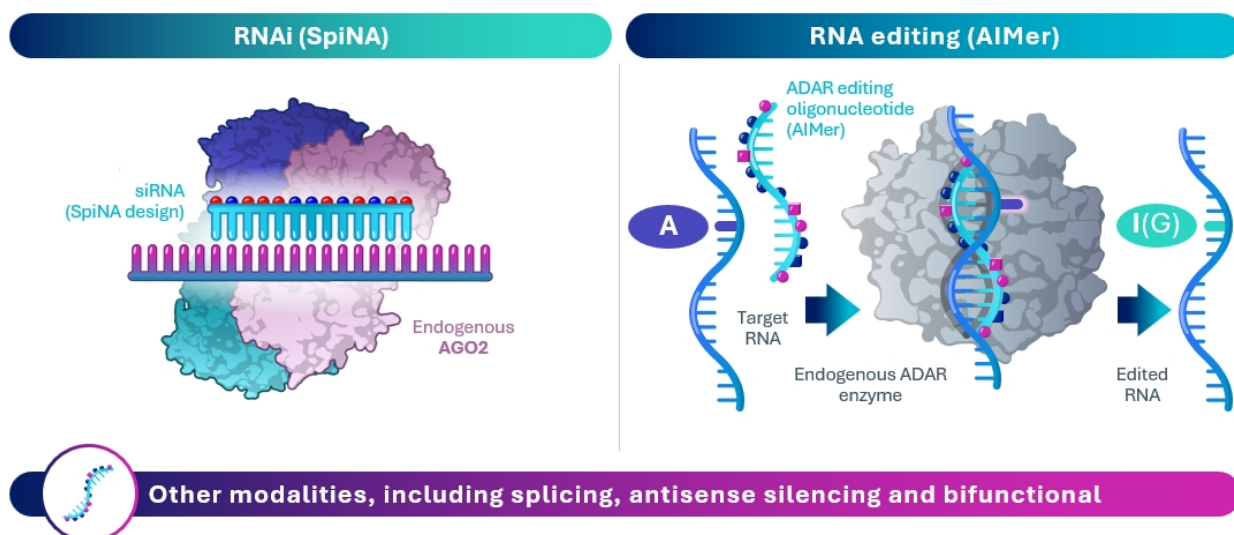 RNAi (SpiNA)
siRNA
(SpiNA design)
Endogenous
AGO2
RNA editing (AIMer)
ADAR editing
oligonucleotide
(AIMer)
A
Target
RNA
Endogenous ADAR
enzyme
I(G)
Edited
RNA
Other modalities, including splicing, antisense silencing and bifunctional